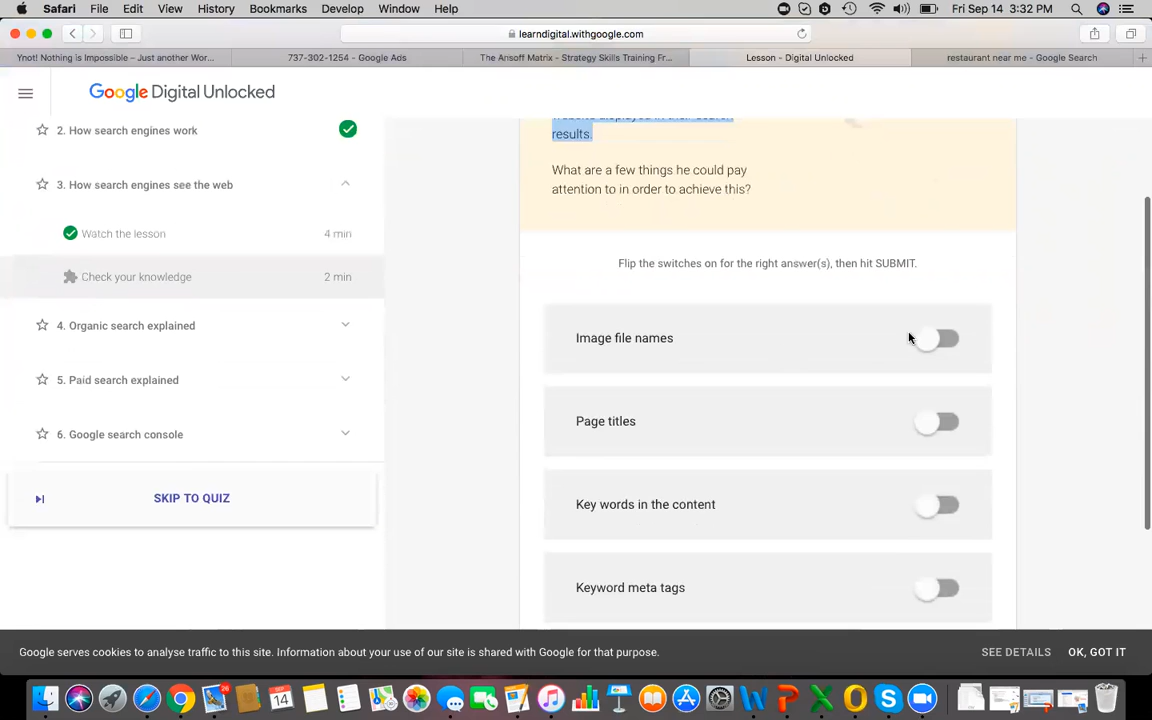 Safari File Edit View History Bookmarks Develop Window Help Fri Sep 14 3:32 PM
learndigital.withgoogle.com
Ynot! Nothing is Impossible – Just another Wor... 737-302-1254 - Google Ads The Ansoff Matrix - Strategy Skills Training Fr... Lesson - Digital Unlocked restaurant near me - Google Search
Google Digital Unlocked
2. How search engines work
3. How search engines see the web
Watch the lesson 4 min
Check your knowledge 2 min
4. Organic search explained
5. Paid search explained
6. Google search console
SKIP TO QUIZ
website displayed in their search
results.
What are a few things he could pay
attention to in order to achieve this?
Flip the switches on for the right answer(s), then hit SUBMIT.
Image file names
Page titles
Key words in the content
Keyword meta tags
Google serves cookies to analyse traffic to this site. Information about your use of our site is shared with Google for that purpose. SEE DETAILS OK, GOT IT